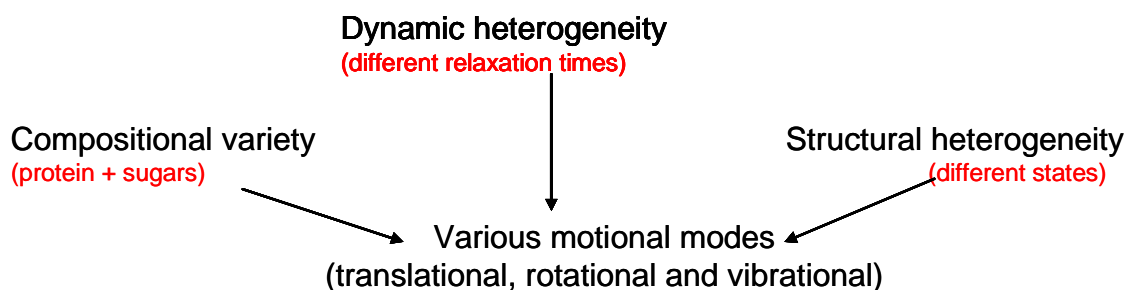 Dynamic heterogeneity
(different relaxation times)
Compositional variety
(protein + sugars)
Structural heterogeneity
(different states)
Various motional modes
(translational, rotational and vibrational)